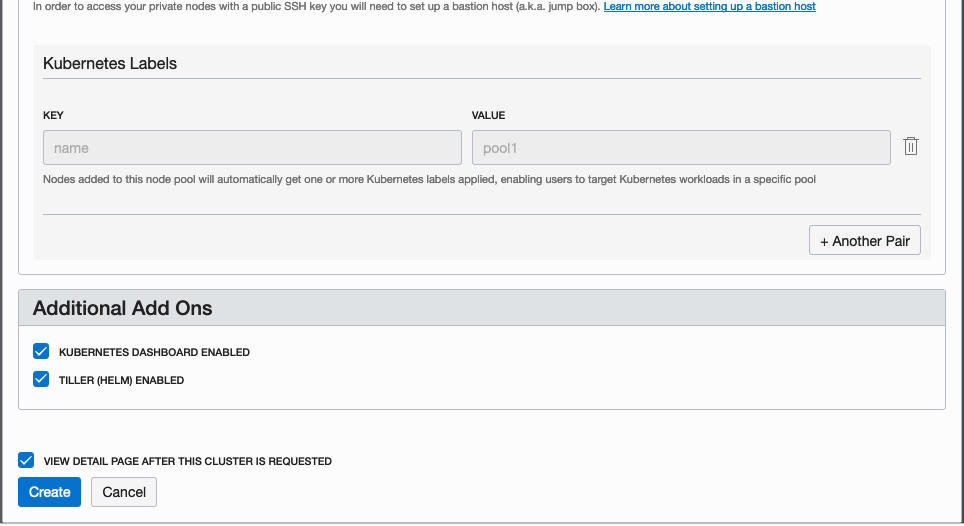 In order to access your private nodes with a public SSH key you will need to set up a bastion host (a.k.a. jump box). Learn more about setting up a bastion host
Kubernetes Labels
KEY VALUE
name pool1
Nodes added to this node pool will automatically get one or more Kubernetes labels applied, enabling users to target Kubernetes workloads in a specific pool
+ Another Pair
Additional Add Ons
KUBERNETES DASHBOARD ENABLED
TILLER (HELM) ENABLED
VIEW DETAIL PAGE AFTER THIS CLUSTER IS REQUESTED
Create Cancel